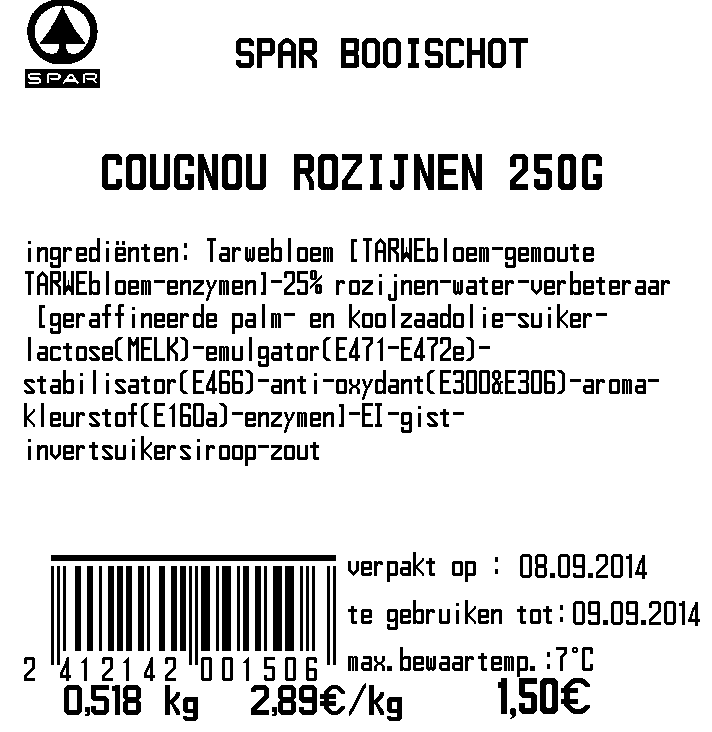 SPAR
SPAR BOOISCHOT
COUGNOU ROZIJNEN 250G
ingrediënten: Tarwebloem [TARWEbloem-gemoute
TARWEbloem-enzymen]-25% rozijnen-water-verbeteraar
[geraffineerde palm- en koolzaadolie-suiker-
lactose(MELK)-emulgator(E471-E472e)-
stabilisator(E466)-anti-oxydant(E300&E306)-aroma-
kleurstof(E160a)-enzymen]-EI-gist-
invertsuikersiroop-zout
verpakt op : 08.09.2014
te gebruiken tot: 09.09.2014
max.bewaartemp.:7°C
2 412142 001506
0,518 kg 2,89€/kg 1,50€